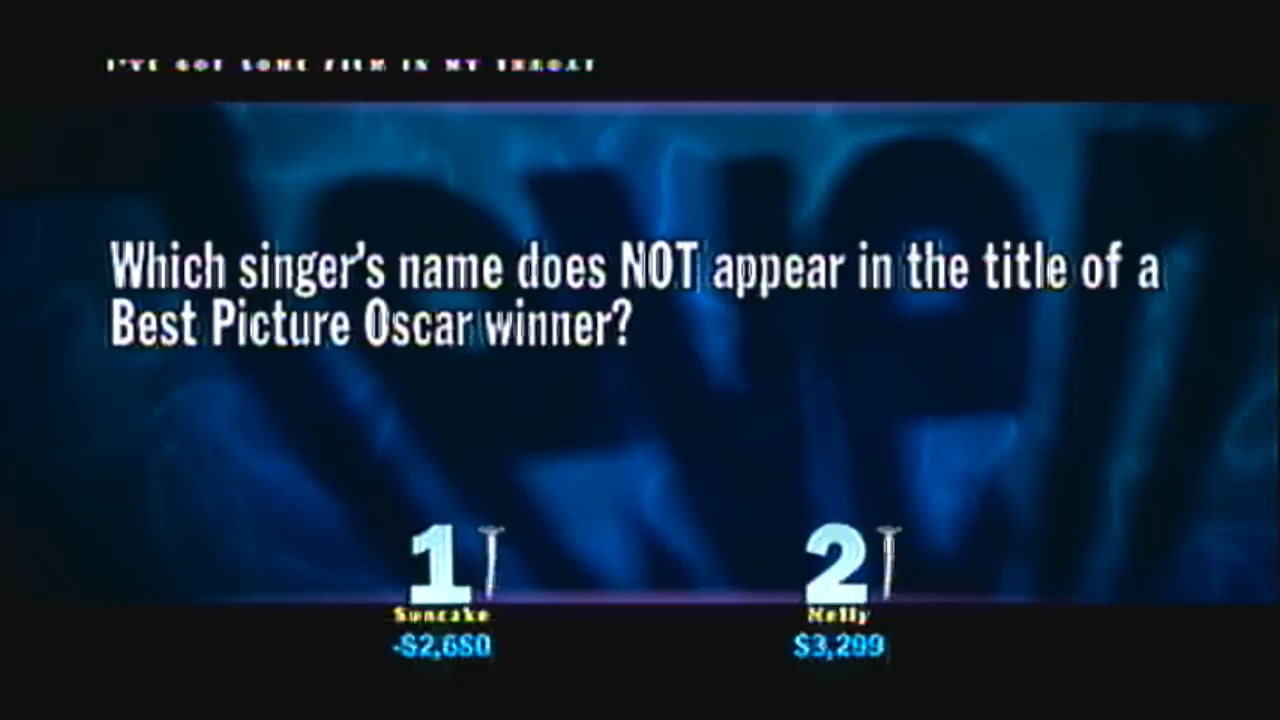 I'VE GOT SOME FILM IN MY THROAT
Which singer's name does NOT appear in the title of a
Best Picture Oscar winner?
1
2
Suncake
Nelly
-$2,680
$3,299